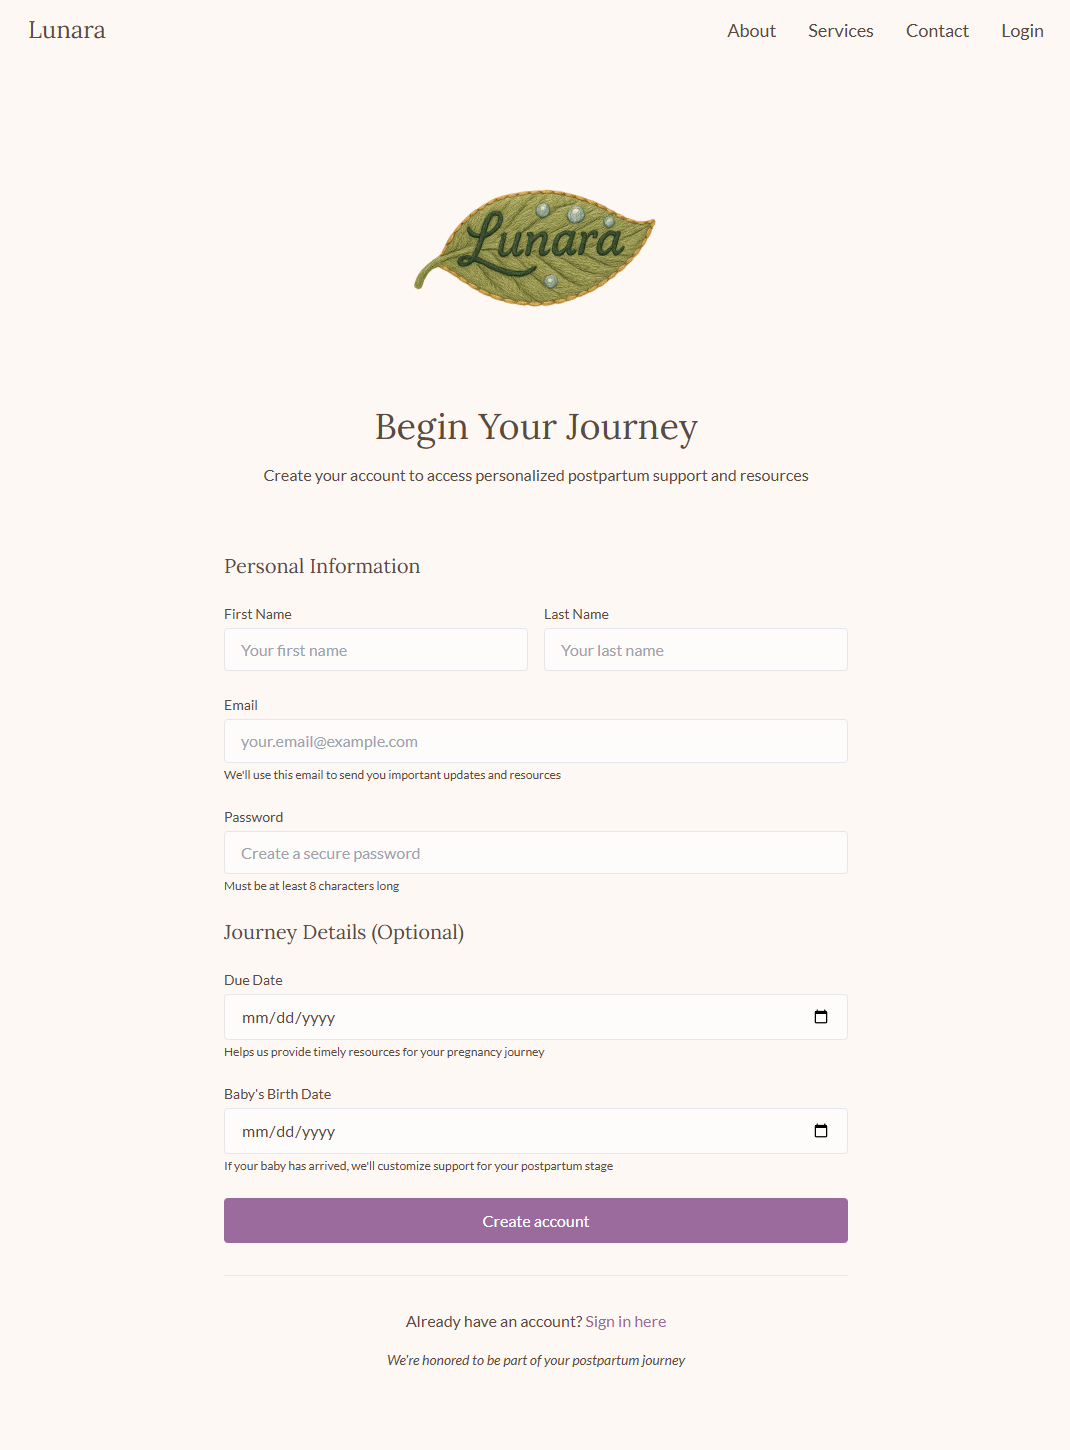 Lunara
About
Services
Contact
Login
Lunara
Begin Your Journey
Create your account to access personalized postpartum support and resources
Personal Information
First Name
Last Name
Your first name
Your last name
Email
your.email@example.com
We'll use this email to send you important updates and resources
Password
Create a secure password
Must be at least 8 characters long
Journey Details (Optional)
Due Date
mm/dd/yyyy
Helps us provide timely resources for your pregnancy journey
Baby's Birth Date
mm/dd/yyyy
If your baby has arrived, we'll customize support for your postpartum stage
Create account
Already have an account? Sign in here
We're honored to be part of your postpartum journey